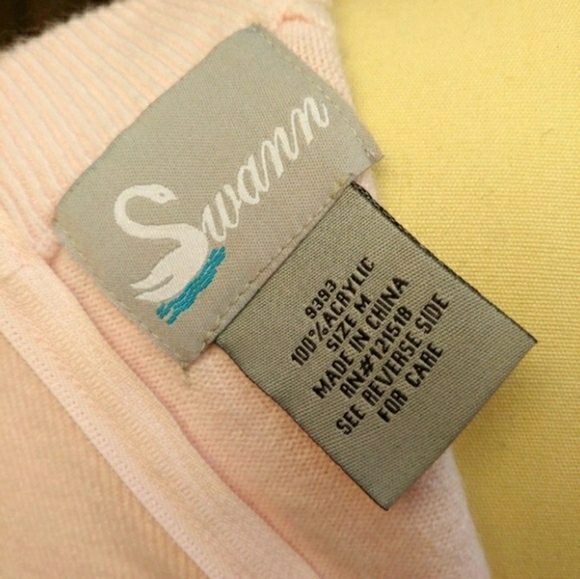 Swann
9393
100%ACRYLIC
SIZE M
MADE IN CHINA
RN#121518
SEE REVERSE SIDE
FOR CARE